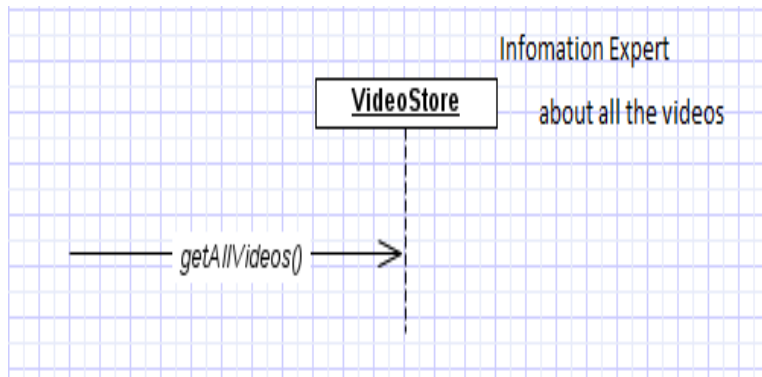 Infomation Expert
VideoStore
about all the videos
getAllVideos()